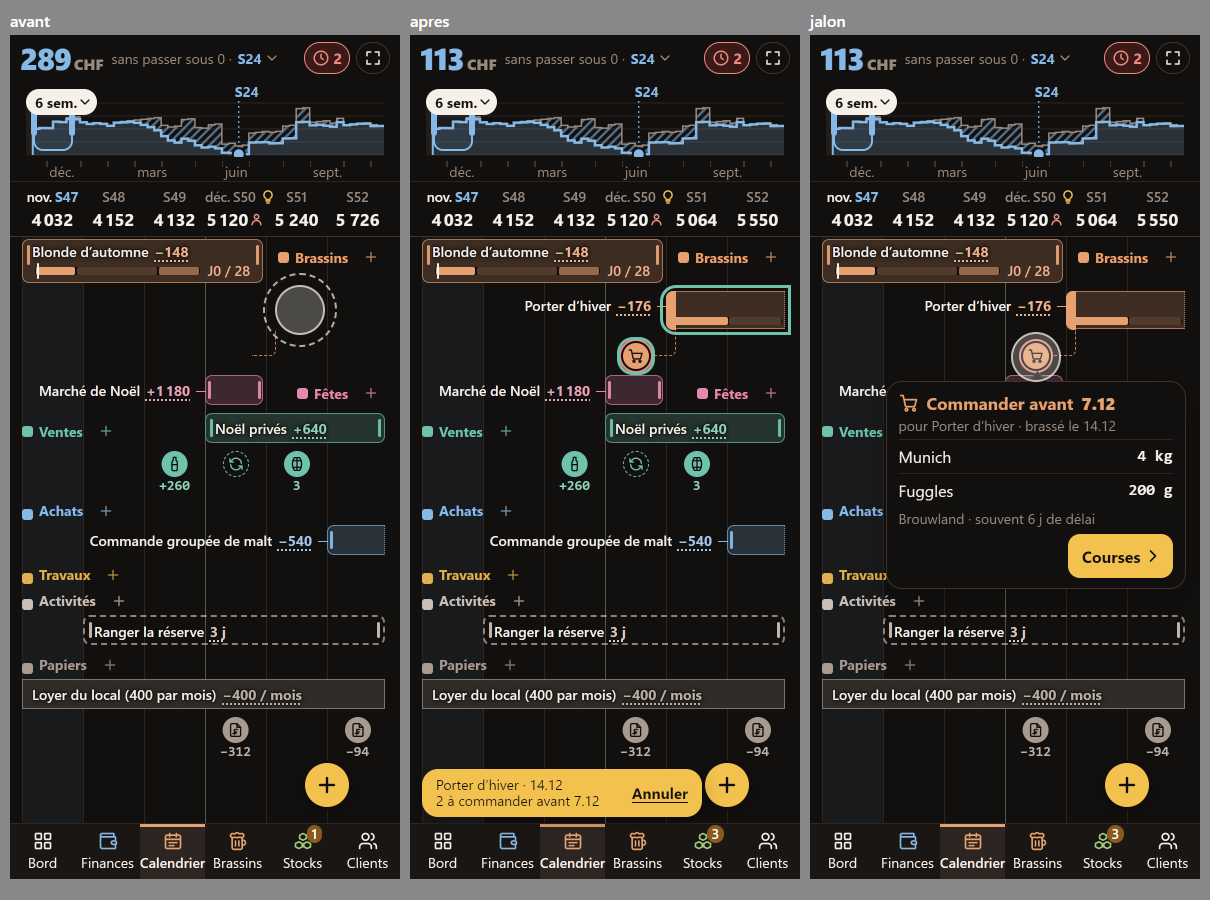 avant
289 CHF sans passer sous 0 · S24 2
S24
6 sem.
déc. mars juin sept.
nov. S47 S48 S49 déc. S50 S51 S52
4 032 4 152 4 132 5 120 5 240 5 726
Blonde d’automne −148
J0 / 28
Brassins +
Marché de Noël +1 180
Fêtes +
Ventes +
Noël privés +640
+260 3
Achats +
Commande groupée de malt −540
Travaux +
Activités +
Ranger la réserve 3 j
Papiers +
Loyer du local (400 par mois) −400 / mois
−312 −94
+
1
Bord Finances Calendrier Brassins Stocks Clients
apres
113 CHF sans passer sous 0 · S24 2
S24
6 sem.
déc. mars juin sept.
nov. S47 S48 S49 déc. S50 S51 S52
4 032 4 152 4 132 5 120 5 064 5 550
Blonde d’automne −148
J0 / 28
Brassins +
Porter d’hiver −176
Marché de Noël +1 180
Fêtes +
Ventes +
Noël privés +640
+260 3
Achats +
Commande groupée de malt −540
Travaux +
Activités +
Ranger la réserve 3 j
Papiers +
Loyer du local (400 par mois) −400 / mois
−312 −94
Porter d’hiver · 14.12
2 à commander avant 7.12
Annuler
+
3
Bord Finances Calendrier Brassins Stocks Clients
jalon
113 CHF sans passer sous 0 · S24 2
S24
6 sem.
déc. mars juin sept.
nov. S47 S48 S49 déc. S50 S51 S52
4 032 4 152 4 132 5 120 5 064 5 550
Blonde d’automne −148
J0 / 28
Brassins +
Porter d’hiver −176
Marché
Ventes
Achats
Commander avant 7.12
pour Porter d’hiver · brassé le 14.12
Munich 4 kg
Fuggles 200 g
Brouwland · souvent 6 j de délai
Courses
Travaux
Activités +
Ranger la réserve 3 j
Papiers +
Loyer du local (400 par mois) −400 / mois
−312 −94
+
3
Bord Finances Calendrier Brassins Stocks Clients